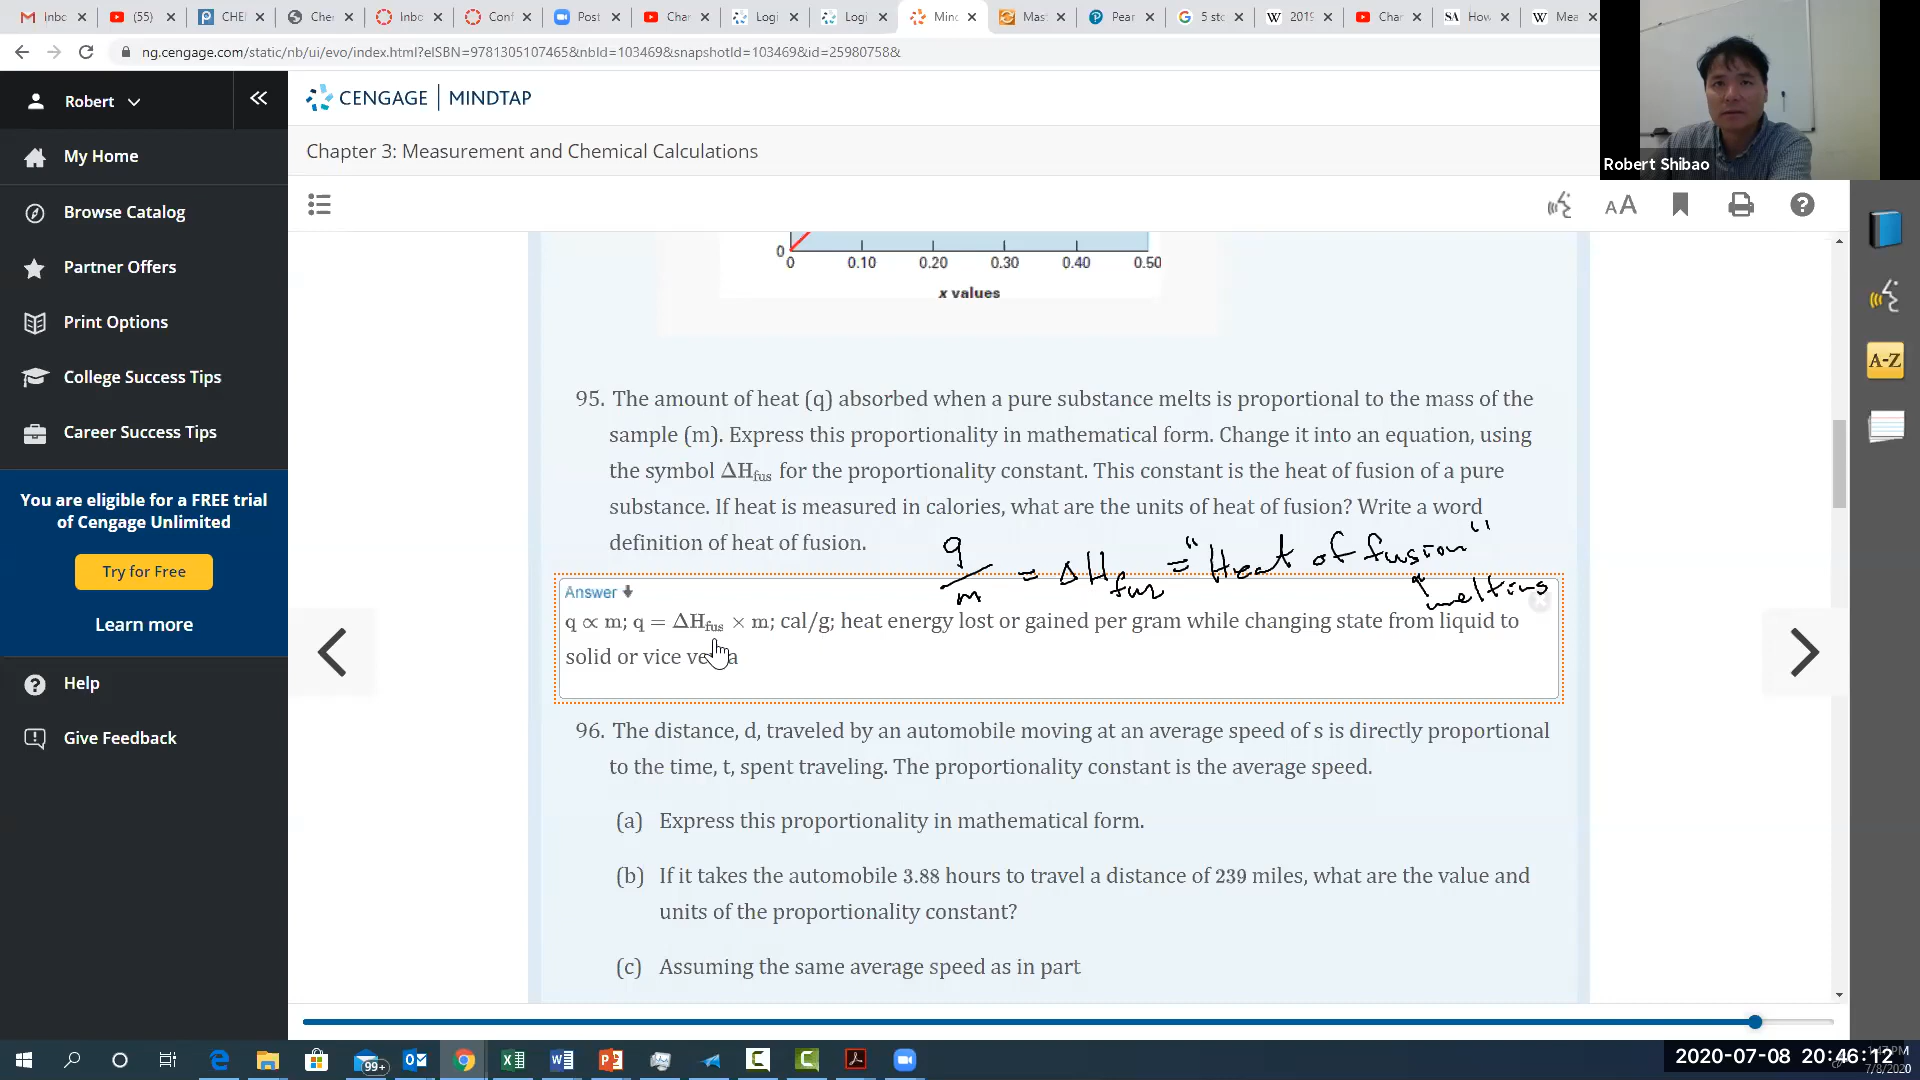 Inbc
(55)
CHEI
Cher
Inbc
Conf
Post
Char
Logi
Logi
Minc
Mast
Pear
5 stc
2019
Char
How
Mea
ng.cengage.com/static/nb/ui/evo/index.html?eISBN=9781305107465&nbId=103469&snapshotId=103469&id=25980758&
Robert
CENGAGE | MINDTAP
Robert Shibao
My Home
Browse Catalog
Partner Offers
Print Options
College Success Tips
Career Success Tips
You are eligible for a FREE trial
of Cengage Unlimited
Try for Free
Learn more
Help
Give Feedback
Chapter 3: Measurement and Chemical Calculations
AA
A-Z
0
0 0.10 0.20 0.30 0.40 0.50
x values
95. The amount of heat (q) absorbed when a pure substance melts is proportional to the mass of the
sample (m). Express this proportionality in mathematical form. Change it into an equation, using
the symbol ΔHfus for the proportionality constant. This constant is the heat of fusion of a pure
substance. If heat is measured in calories, what are the units of heat of fusion? Write a word
definition of heat of fusion.
q/m = ΔHfus = "Heat of fusion"
melting
Answer
q ∝ m; q = ΔHfus × m; cal/g; heat energy lost or gained per gram while changing state from liquid to
solid or vice ve a
96. The distance, d, traveled by an automobile moving at an average speed of s is directly proportional
to the time, t, spent traveling. The proportionality constant is the average speed.
(a) Express this proportionality in mathematical form.
(b) If it takes the automobile 3.88 hours to travel a distance of 239 miles, what are the value and
units of the proportionality constant?
(c) Assuming the same average speed as in part
99+
2020-07-08 20:46:12
7/8/2020